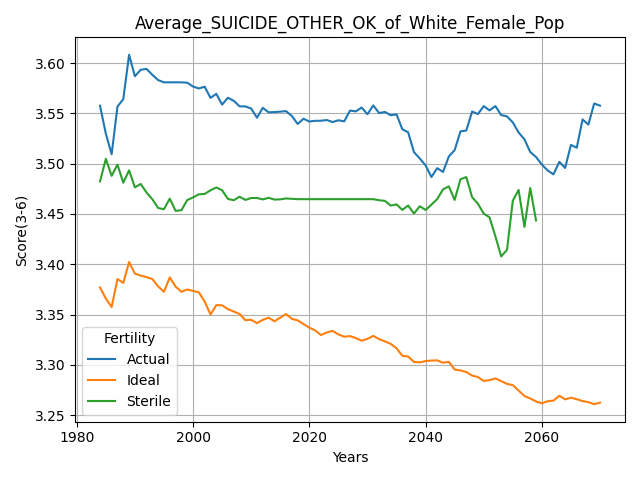 Average_SUICIDE_OTHER_OK_of_White_Female_Pop
Score(3-6)
3.60
3.55
3.50
3.45
3.40
3.35
3.30
3.25
Fertility
Actual
Ideal
Sterile
1980
2000
2020
2040
2060
Years